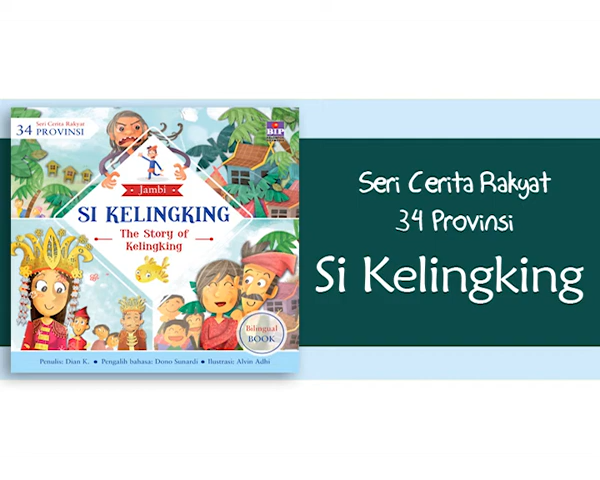 Seri Cerita Rakyat
34 PROVINSI
BIP
Jambi
SI KELINGKING
The Story of
Kelingking
Bilingual
BOOK
Penulis: Dian K. • Pengalih bahasa: Dono Sunardi • Ilustrasi: Alvin Adhi
Seri Cerita Rakyat
34 Provinsi
Si Kelingking